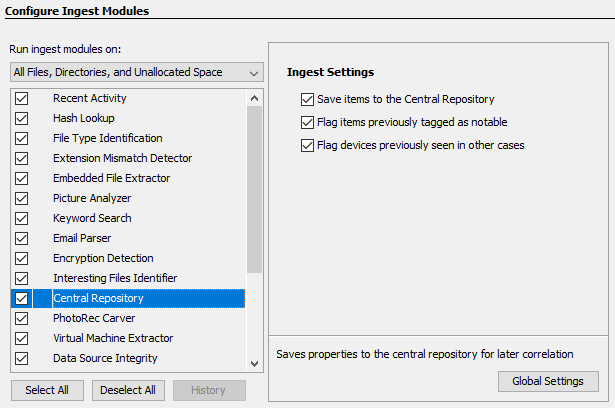 Configure Ingest Modules
Run ingest modules on:
All Files, Directories, and Unallocated Space
Recent Activity
Hash Lookup
File Type Identification
Extension Mismatch Detector
Embedded File Extractor
Picture Analyzer
Keyword Search
Email Parser
Encryption Detection
Interesting Files Identifier
Central Repository
PhotoRec Carver
Virtual Machine Extractor
Data Source Integrity
Select All
Deselect All
History
Ingest Settings
Save items to the Central Repository
Flag items previously tagged as notable
Flag devices previously seen in other cases
Saves properties to the central repository for later correlation
Global Settings